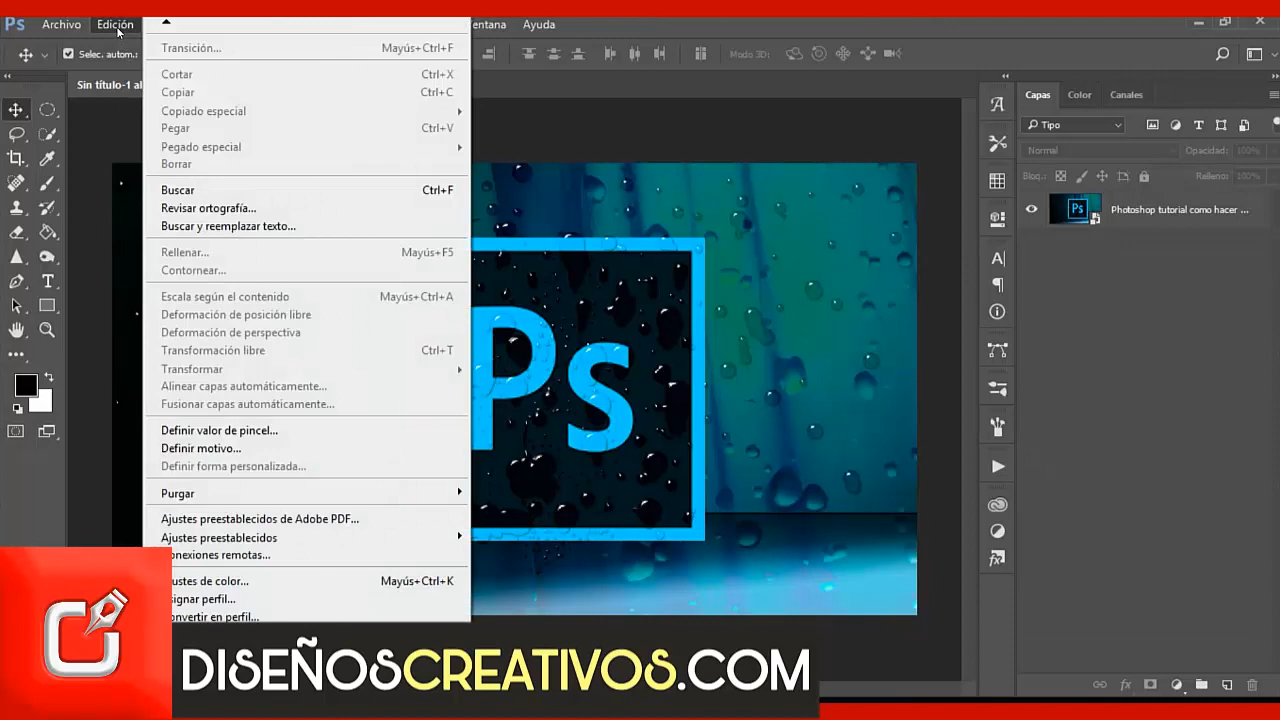 Ps Archivo Edición entana Ayuda
Selec. autom.: Modo 3D:
Sin título-1 al
Transición... Mayús+Ctrl+F
Cortar Ctrl+X
Copiar Ctrl+C
Copiado especial
Pegar Ctrl+V
Pegado especial
Borrar
Buscar Ctrl+F
Revisar ortografía...
Buscar y reemplazar texto...
Rellenar... Mayús+F5
Contornear...
Escala según el contenido Mayús+Ctrl+A
Deformación de posición libre
Deformación de perspectiva
Transformación libre Ctrl+T
Transformar
Alinear capas automáticamente...
Fusionar capas automáticamente...
Definir valor de pincel...
Definir motivo...
Definir forma personalizada...
Purgar
Ajustes preestablecidos de Adobe PDF...
Ajustes preestablecidos
onexiones remotas...
ustes de color... Mayús+Ctrl+K
signar perfil...
onvertir en perfil...
Ps
Capas Color Canales
Tipo
Normal Opacidad: 100%
Bloq.: Relleno: 100%
Ps Photoshop tutorial como hacer ...
DISEÑOSCREATIVOS.COM